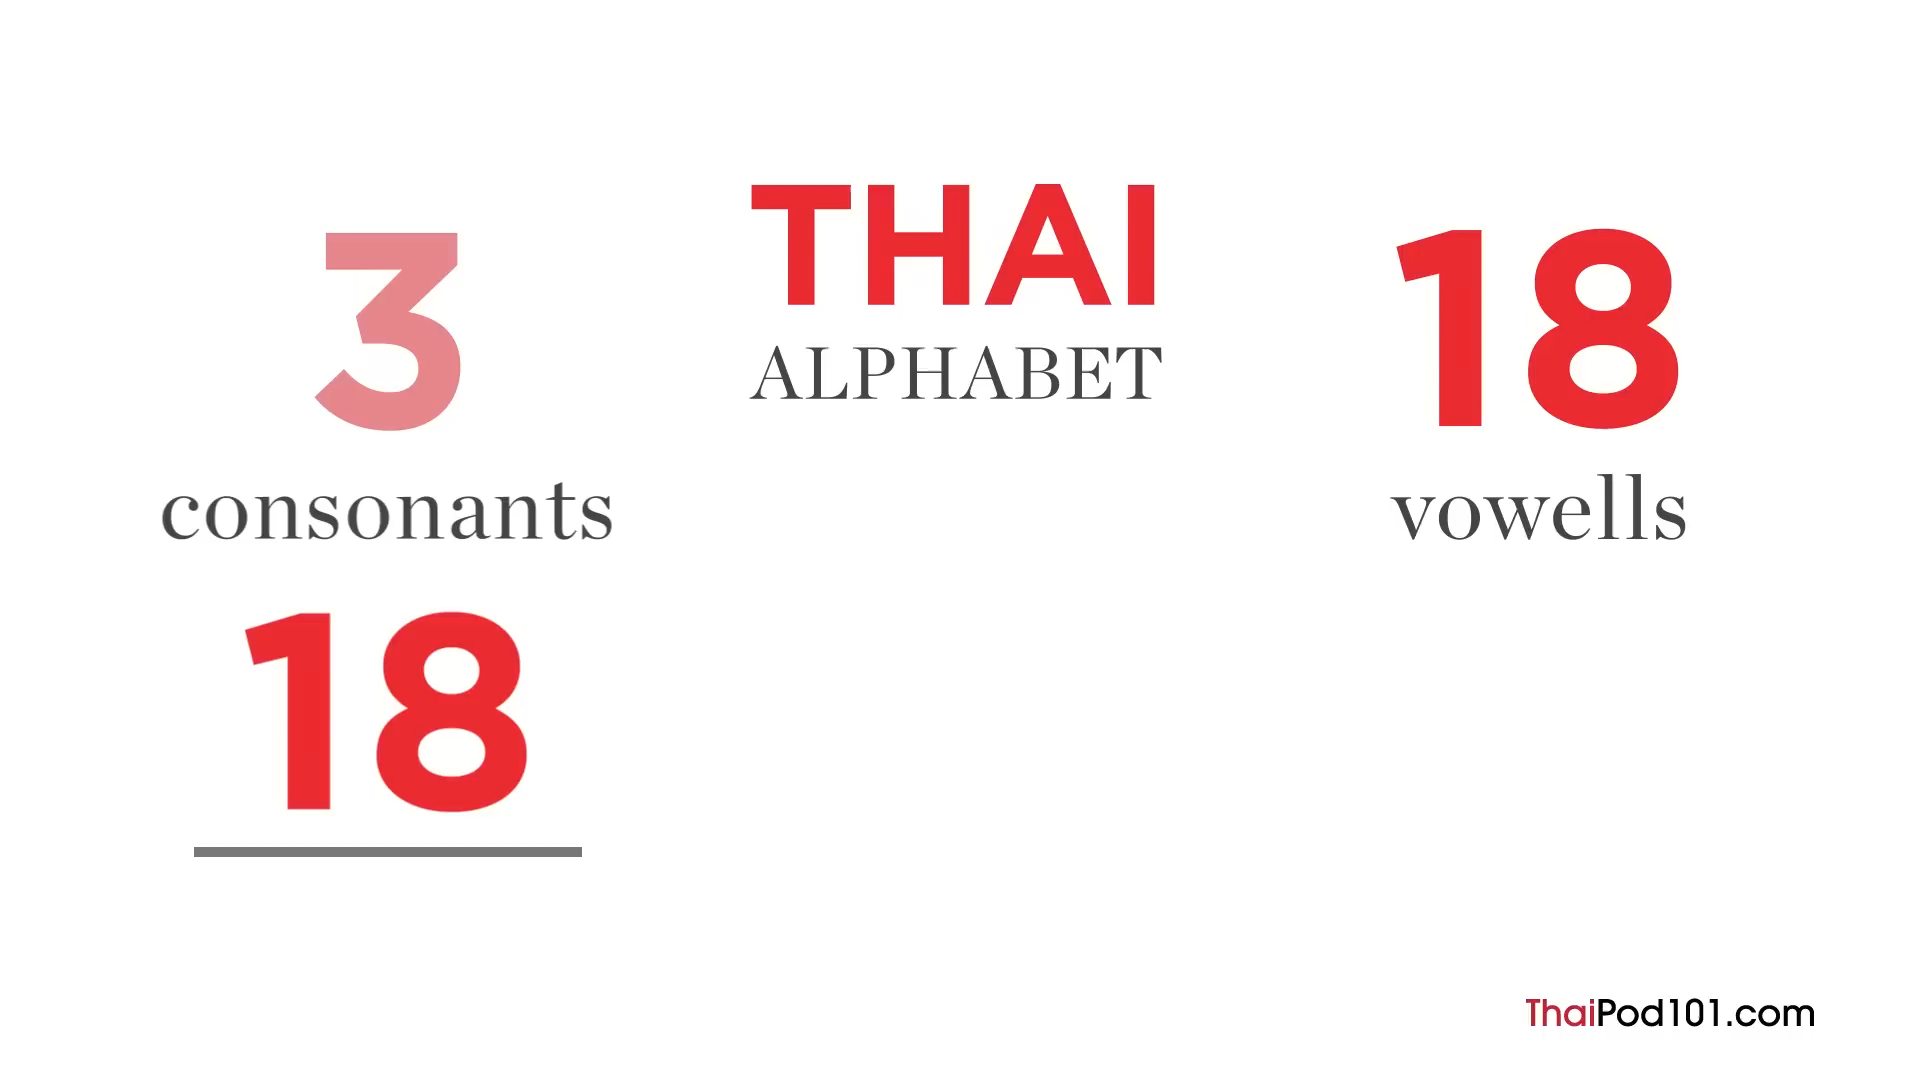 THAI
ALPHABET
3
consonants
18
18
vowells
ThaiPod101.com